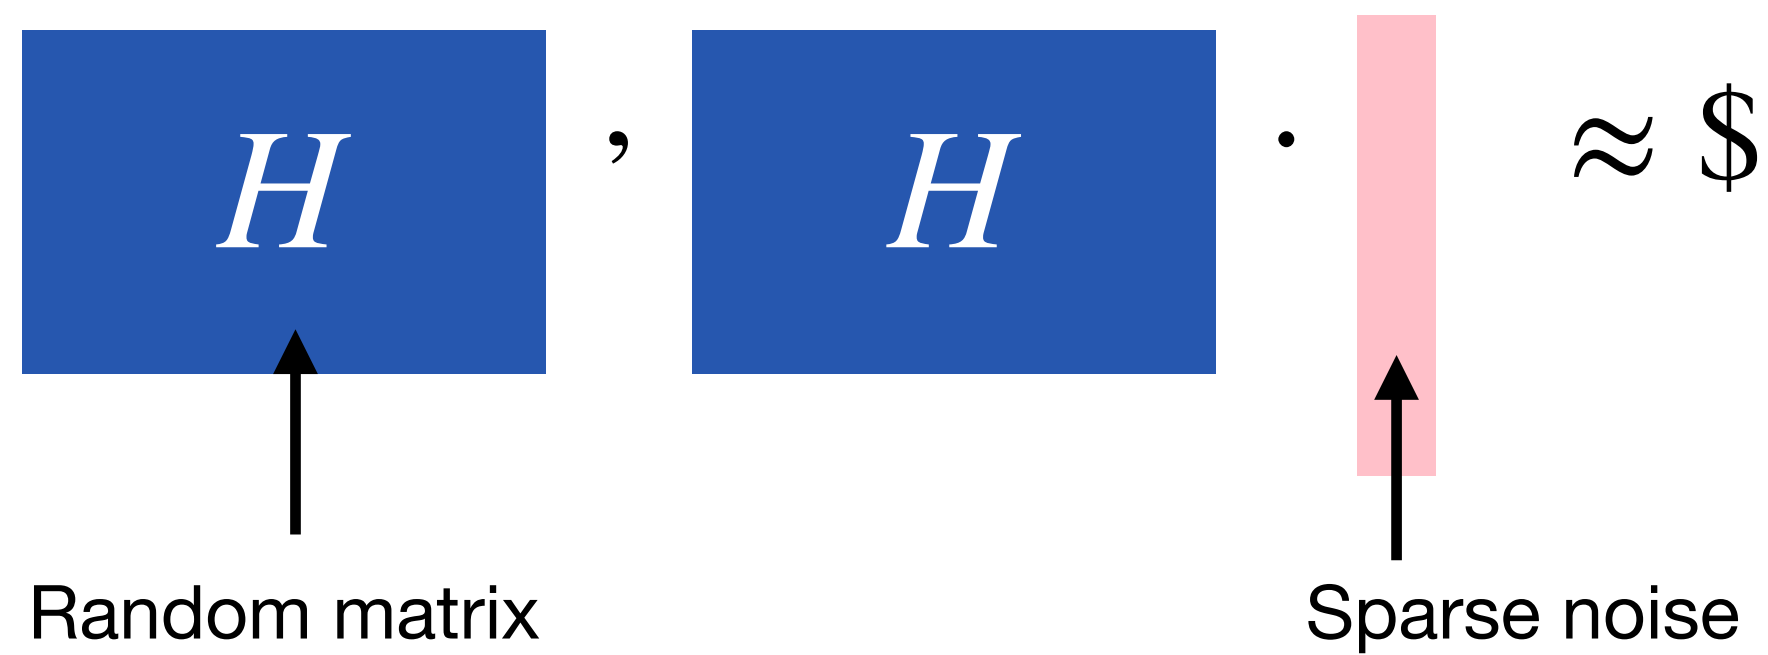 H , H · ≈ $
Random matrix
Sparse noise